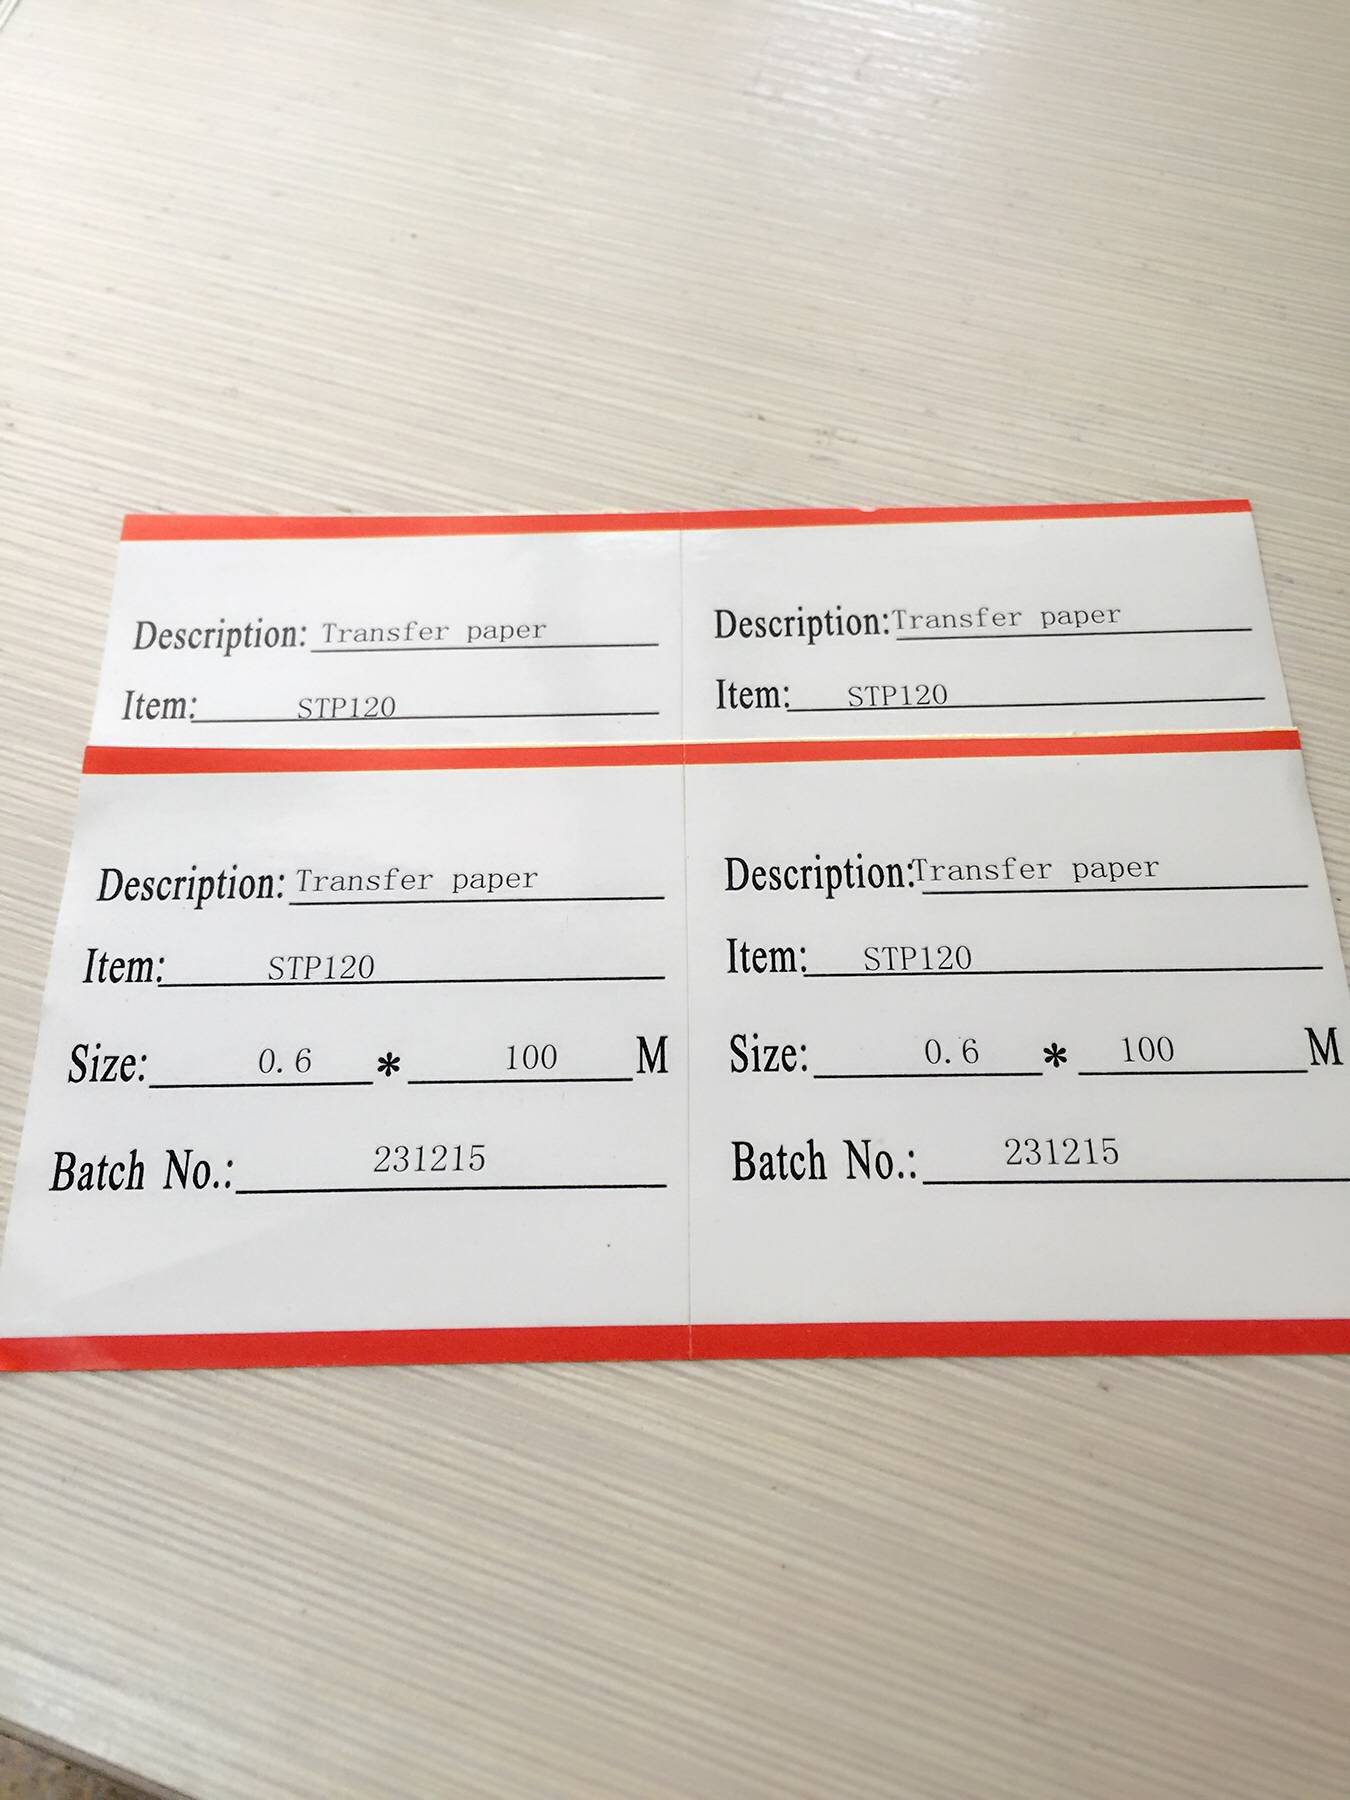 Description: Transfer paper
Item: STP120
Description: Transfer paper
Item: STP120
Description: Transfer paper
Item: STP120
Size: 0.6 * 100 M
Batch No.: 231215
Description: Transfer paper
Item: STP120
Size: 0.6 * 100 M
Batch No.: 231215